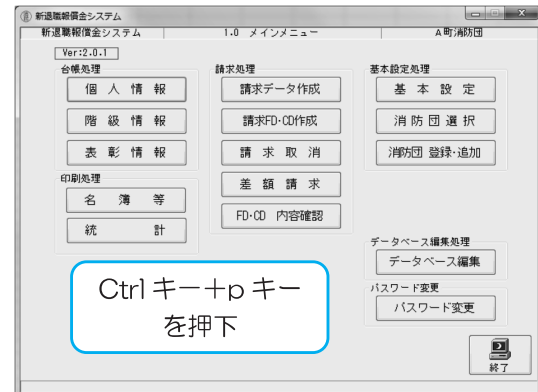 新退職報償金システム
新退職報償金システム 1.0 メインメニュー A町消防団
Ver:2.0.1
台帳処理
個人情報
階級情報
表彰情報
印刷処理
名簿等
統計
請求処理
請求データ作成
請求FD・CD作成
請求取消
差額請求
FD・CD 内容確認
基本設定処理
基本設定
消防団選択
消防団 登録・追加
データベース編集処理
データベース編集
パスワード変更
パスワード変更
終了
Ctrlキー+pキー
を押下